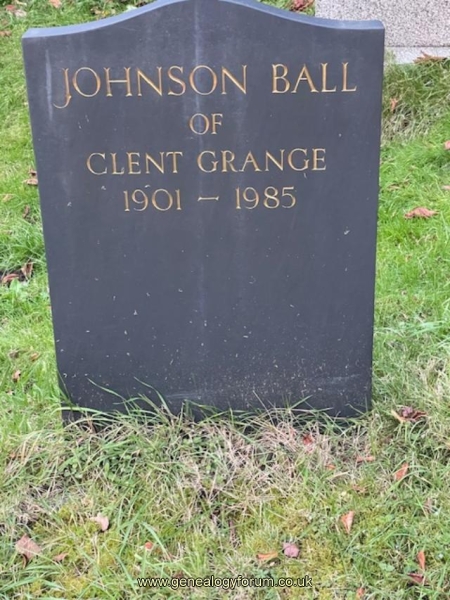 JOHNSON BALL
OF
CLENT GRANGE
1901 — 1985
www.genealogyforum.co.uk